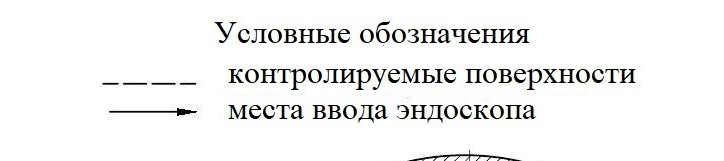 Условные обозначения
контролируемые поверхности
места ввода эндоскопа